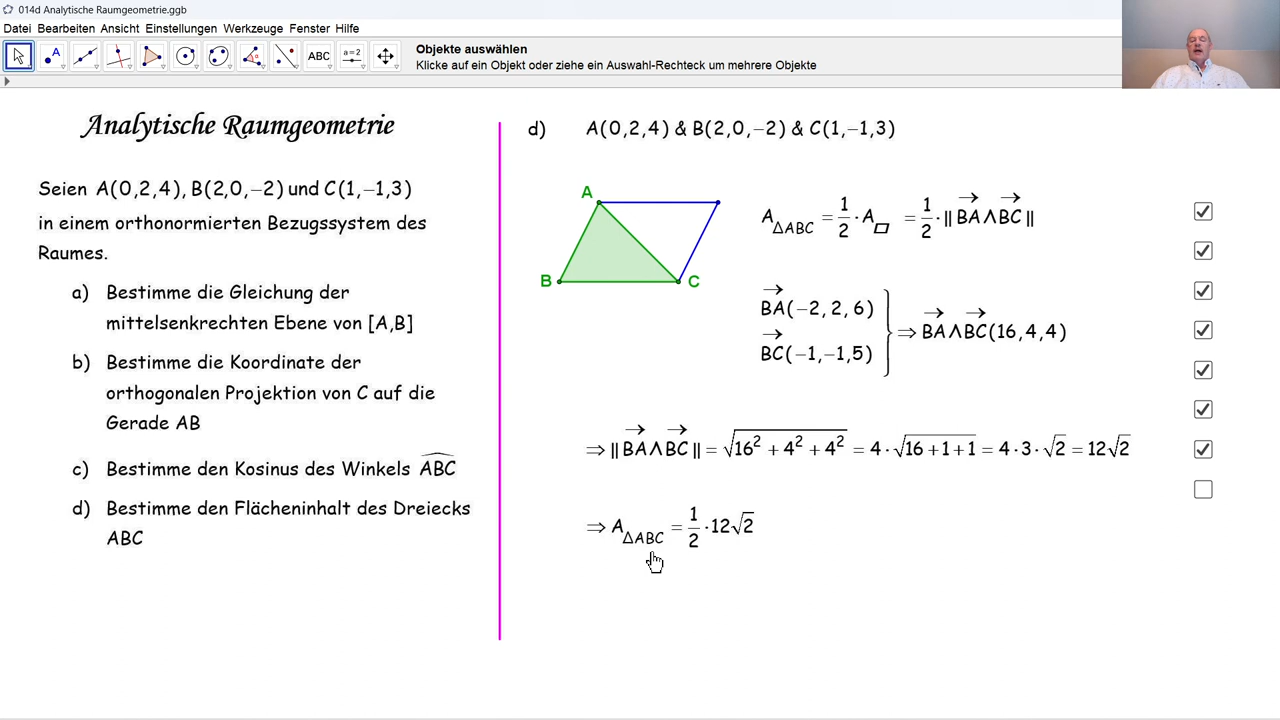 014d Analytische Raumgeometrie.ggb
Datei Bearbeiten Ansicht Einstellungen Werkzeuge Fenster Hilfe
A ABC a=2
Objekte auswählen
Klicke auf ein Objekt oder ziehe ein Auswahl-Rechteck um mehrere Objekte
Analytische Raumgeometrie
Seien A(0,2,4), B(2,0,−2) und C(1,−1,3)
in einem orthonormierten Bezugssystem des
Raumes.
a) Bestimme die Gleichung der
mittelsenkrechten Ebene von [A,B]
b) Bestimme die Koordinate der
orthogonalen Projektion von C auf die
Gerade AB
c) Bestimme den Kosinus des Winkels ABC
d) Bestimme den Flächeninhalt des Dreiecks
ABC
d) A(0,2,4) & B(2,0,−2) & C(1,−1,3)
A
B C
A_ΔABC = 1/2 · A_▱ = 1/2 · ||BA→ ∧ BC→||
BA→(−2, 2, 6)
BC→(−1,−1,5)
} ⇒ BA→ ∧ BC→(16,4,4)
⇒ ||BA→ ∧ BC→|| = √(16² + 4² + 4²) = 4·√(16+1+1) = 4·3·√2 = 12√2
⇒ A_ΔABC = 1/2 · 12√2